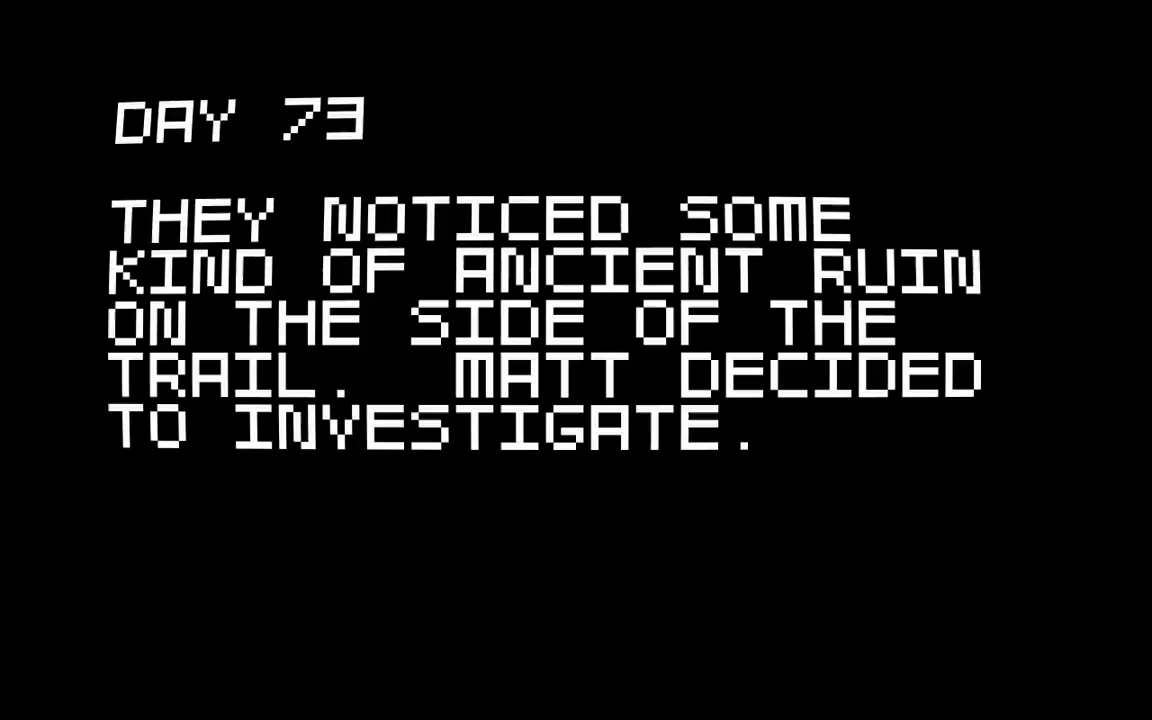 DAY 73
THEY NOTICED SOME
KIND OF ANCIENT RUIN
ON THE SIDE OF THE
TRAIL.  MATT DECIDED
TO INVESTIGATE.